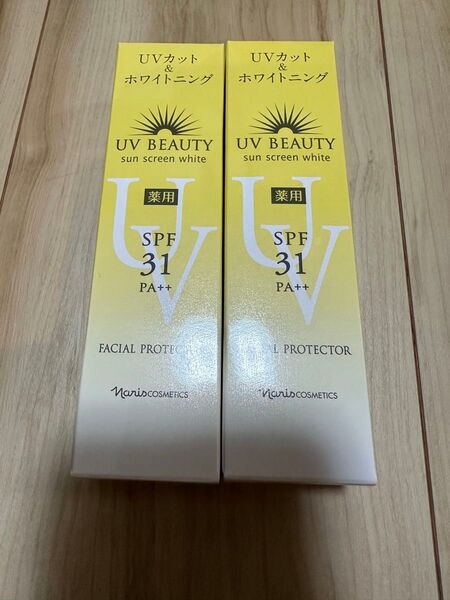 UVカット
&
ホワイトニング
UV BEAUTY
sun screen white
UV
薬用
SPF
31
PA++
FACIAL
naris COSMETICS
UVカット
&
ホワイトニング
UV BEAUTY
sun screen white
UV
薬用
SPF
31
PA++
PROTECTOR
naris COSMETICS